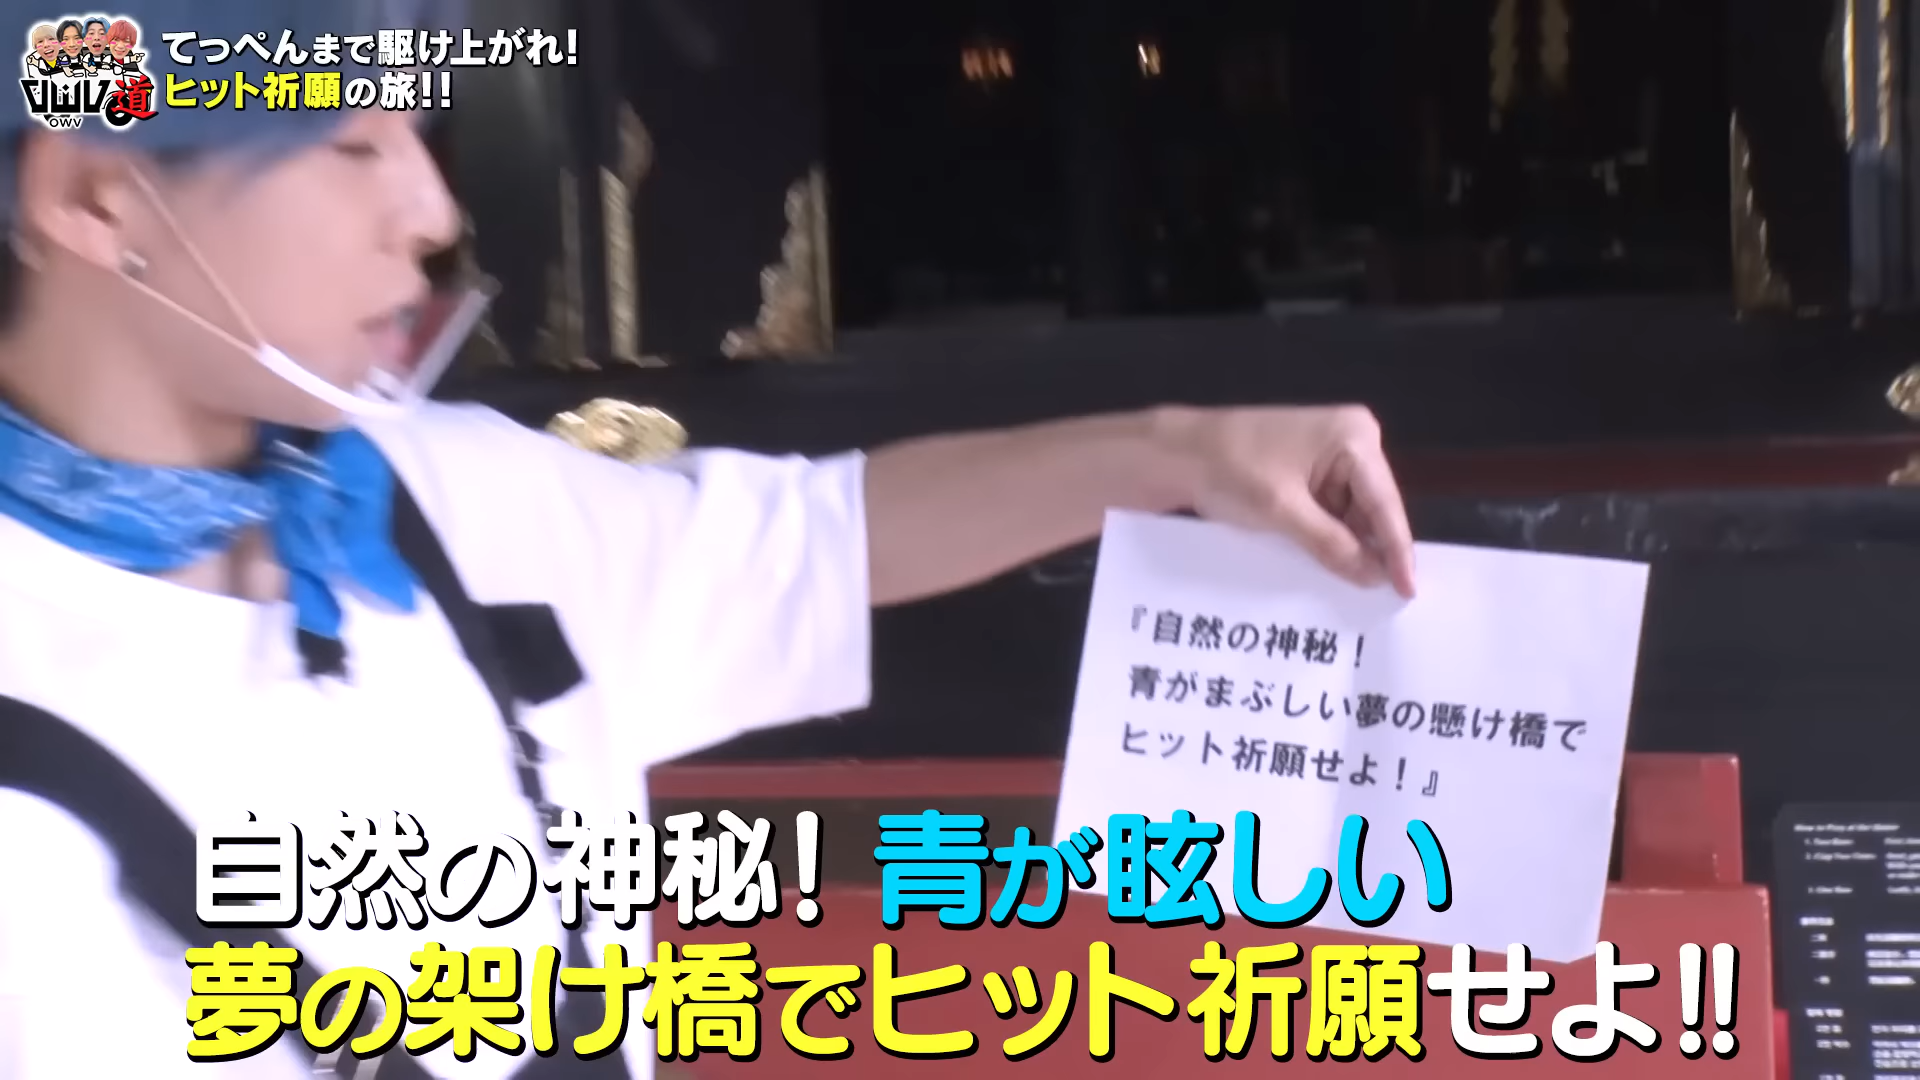 てっぺんまで駆け上がれ!
ヒット祈願の旅!!
OWV道
OWV
『自然の神秘！
青がまぶしい夢の懸け橋で
ヒット祈願せよ！』
自然の神秘! 青が眩しい
夢の架け橋でヒット祈願せよ!!